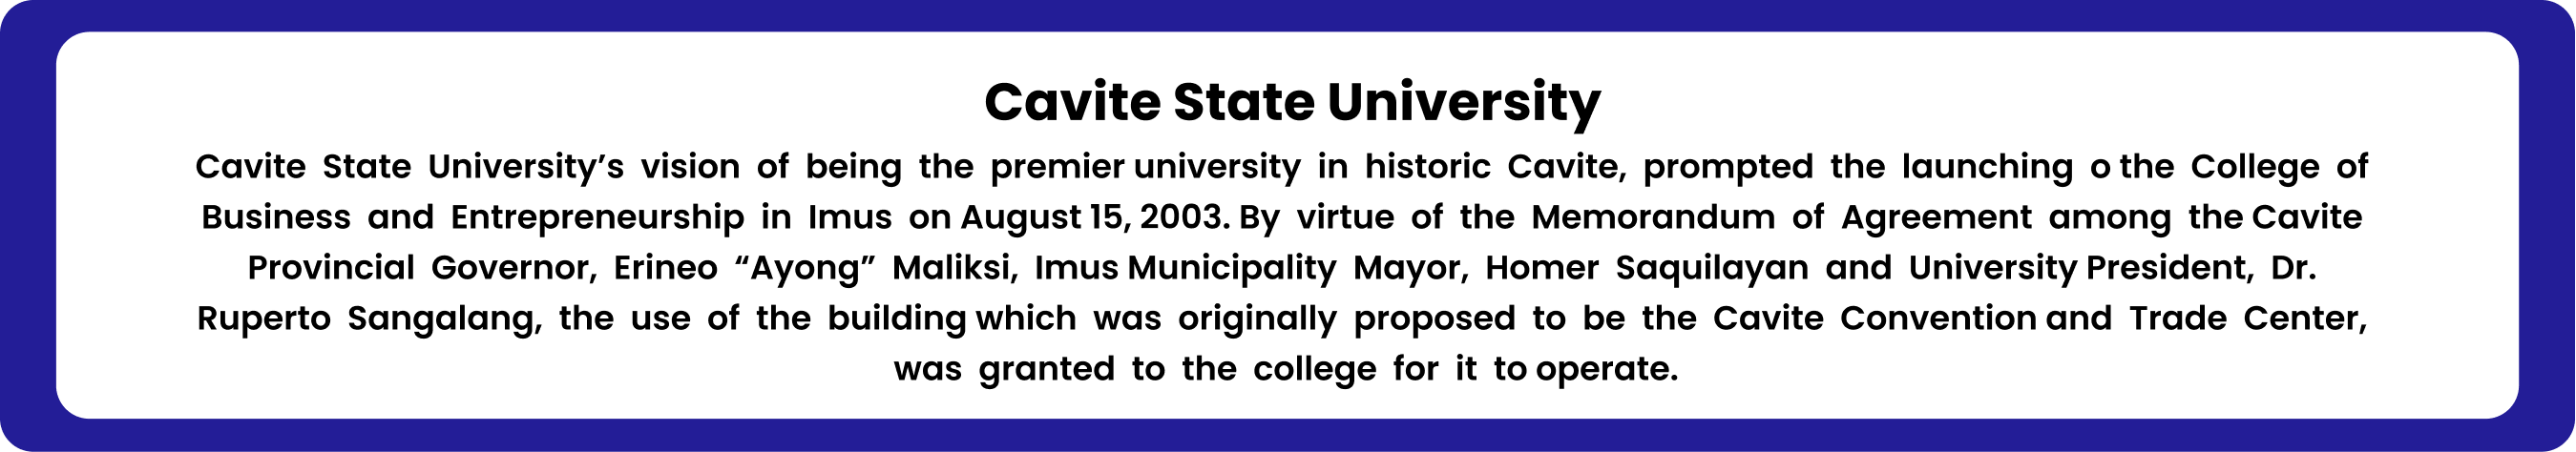 Cavite State University
Cavite State University’s vision of being the premier university in historic Cavite, prompted the launching o the College of
Business and Entrepreneurship in Imus on August 15, 2003. By virtue of the Memorandum of Agreement among the Cavite
Provincial Governor, Erineo “Ayong” Maliksi, Imus Municipality Mayor, Homer Saquilayan and University President, Dr.
Ruperto Sangalang, the use of the building which was originally proposed to be the Cavite Convention and Trade Center,
was granted to the college for it to operate.